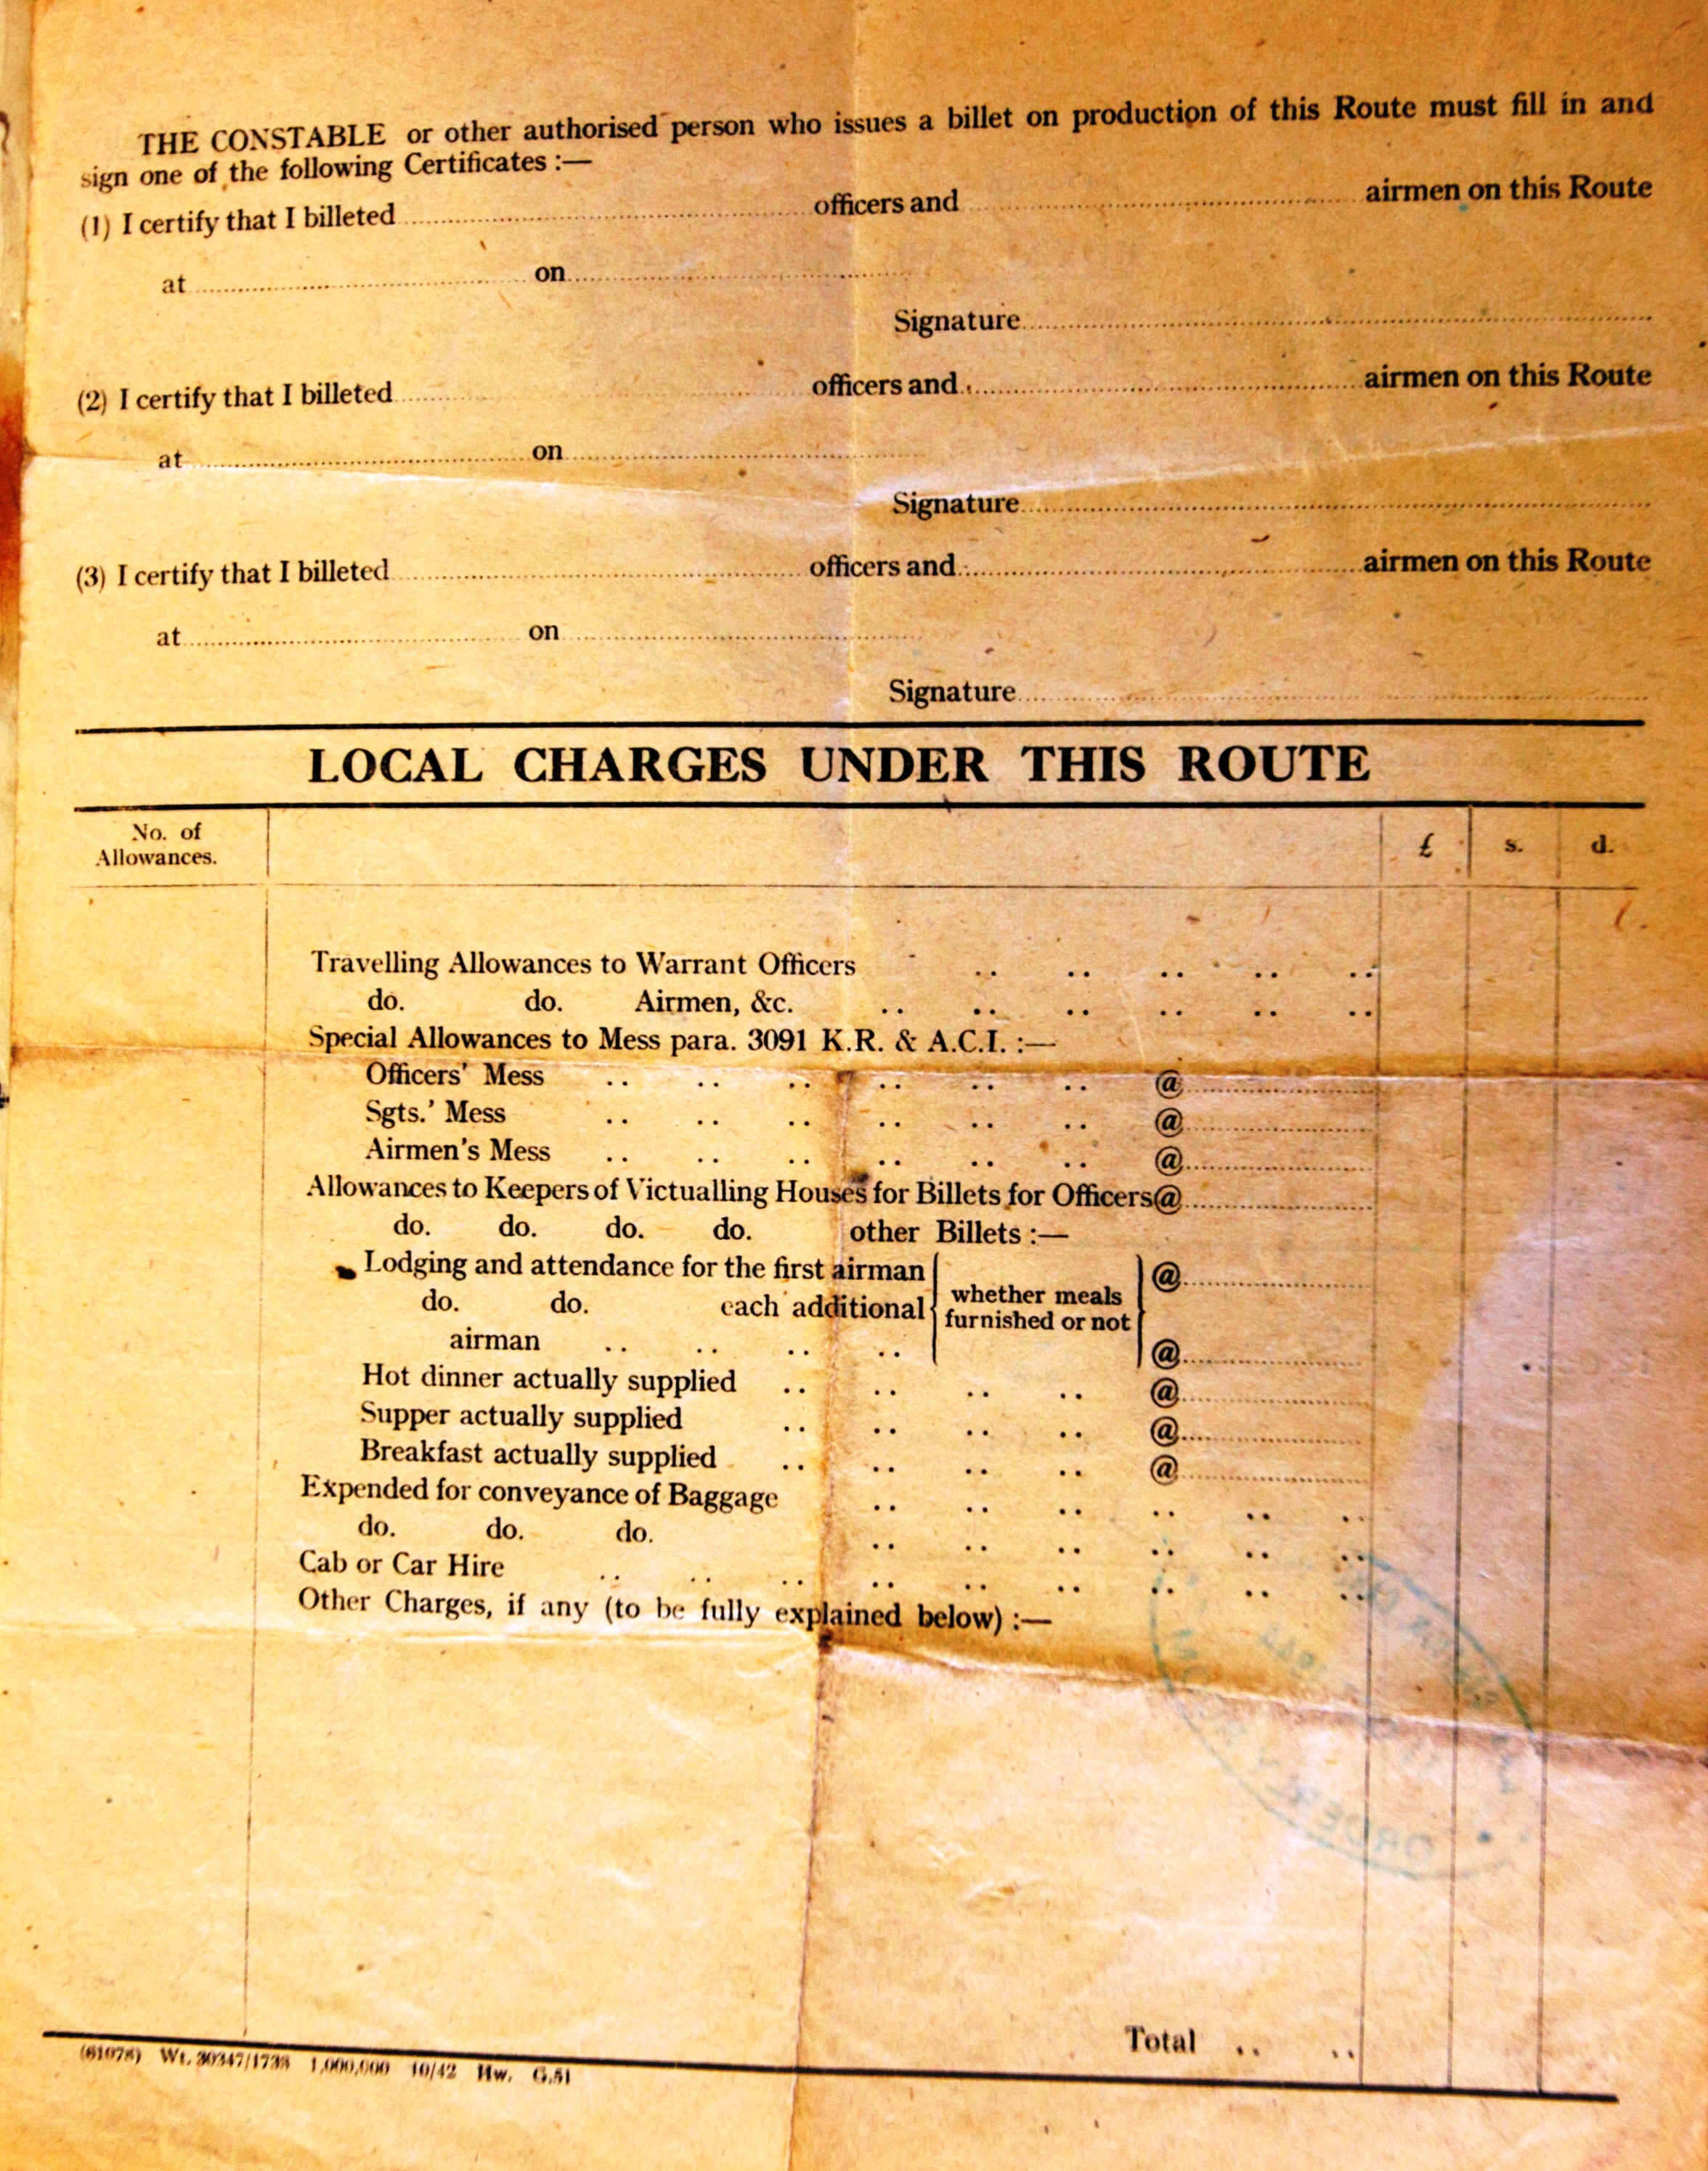 THE CONSTABLE or other authorised person who issues a billet on production of this Route must fill in and
sign one of the following Certificates :—
(1) I certify that I billeted ........ officers and ........ airmen on this Route
at ........ on ........
Signature ........
(2) I certify that I billeted ........ officers and ........ airmen on this Route
at ........ on ........
Signature ........
(3) I certify that I billeted ........ officers and ........ airmen on this Route
at ........ on ........
Signature ........
LOCAL CHARGES UNDER THIS ROUTE
No. of
Allowances.
£ s. d.
Travelling Allowances to Warrant Officers .. .. .. .. ..
do. do. Airmen, &c. .. .. .. .. .. ..
Special Allowances to Mess para. 3091 K.R. & A.C.I. :—
Officers' Mess .. .. .. .. .. .. @ ........
Sgts.' Mess .. .. .. .. .. .. @ ........
Airmen's Mess .. .. .. .. .. .. @ ........
Allowances to Keepers of Victualling Houses for Billets for Officers @ ........
do. do. do. do. other Billets :—
Lodging and attendance for the first airman @ ........
do. do. each additional
whether meals
furnished or not
airman .. .. .. .. @ ........
Hot dinner actually supplied .. .. .. .. @ ........
Supper actually supplied .. .. .. .. @ ........
Breakfast actually supplied .. .. .. .. @ ........
Expended for conveyance of Baggage .. .. .. .. .. ..
do. do. do. .. .. .. .. .. ..
Cab or Car Hire .. .. .. .. .. .. .. .. ..
Other Charges, if any (to be fully explained below) :—
ORDERLY
Total .. ..
Wt. 1,000,000 10/42 Hw. G.51